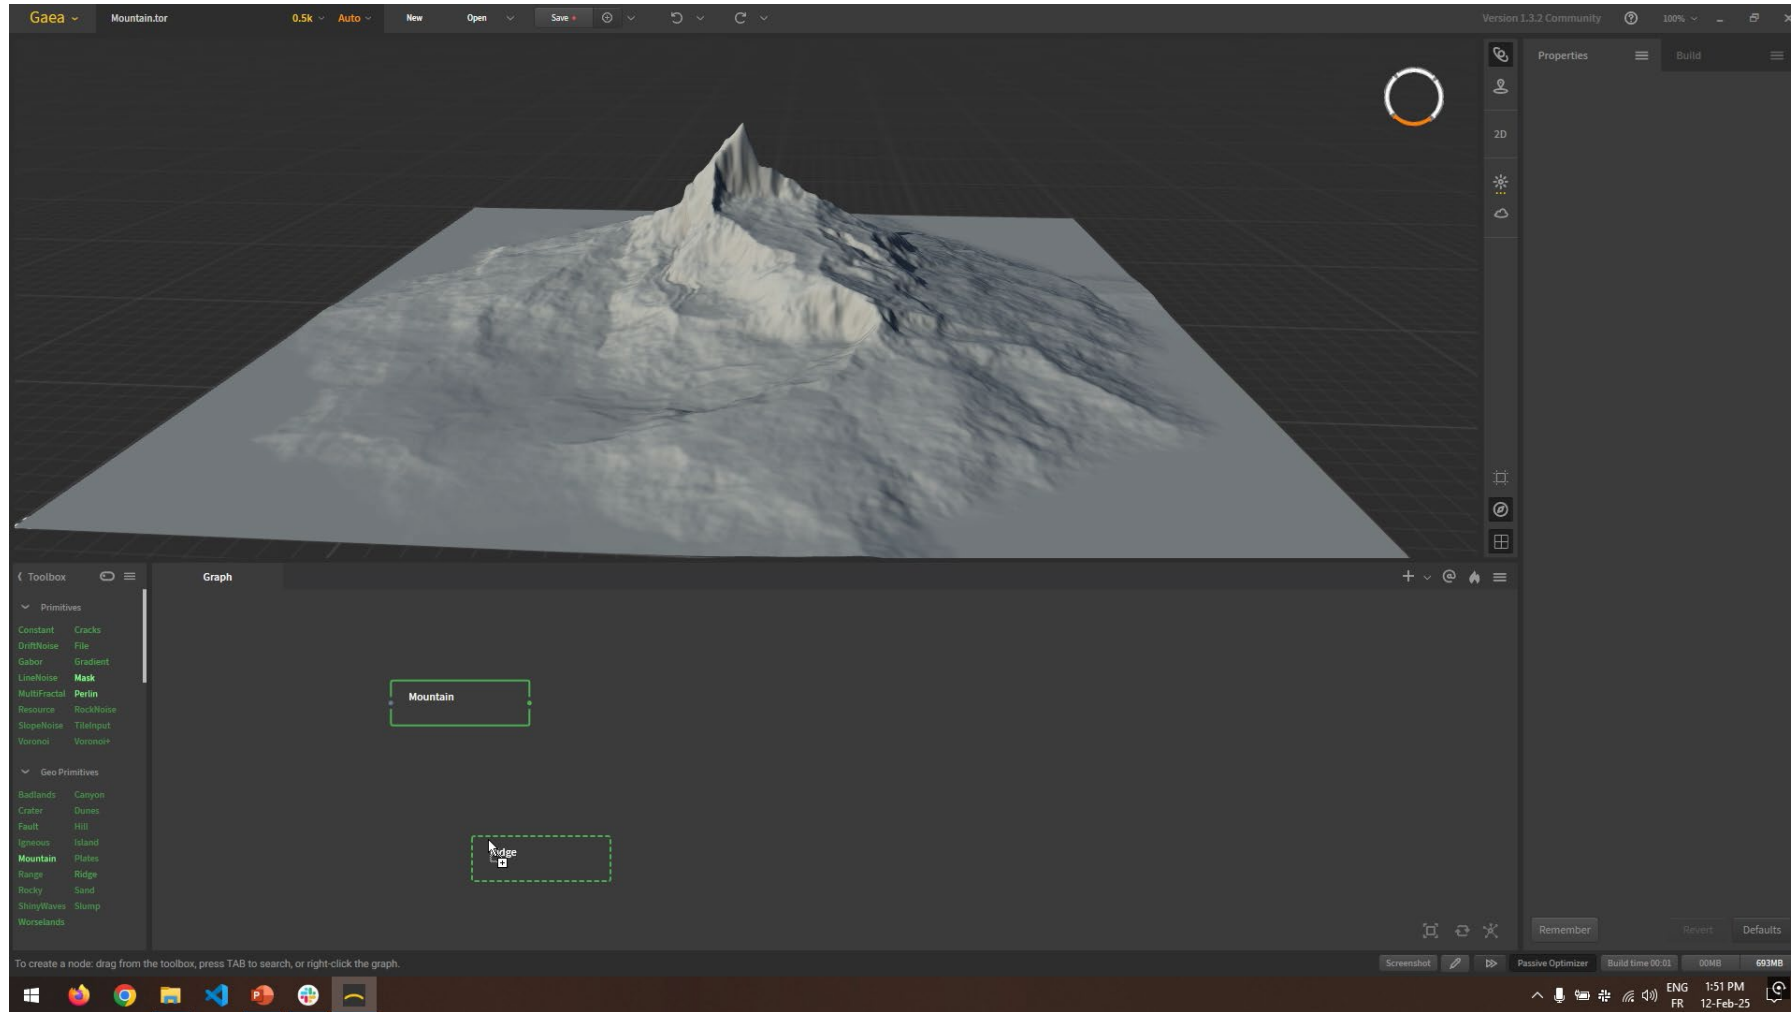 Gaea
Mountain.tor
0.5k Auto New Open Save
Version 1.3.2 Community 100%
Properties Build
2D
Toolbox
Graph
Primitives
Constant Cracks
DriftNoise File
Gabor Gradient
LineNoise Mask
MultiFractal Perlin
Resource RockNoise
SlopeNoise TileInput
Voronoi Voronoi+
Geo Primitives
Badlands Canyon
Crater Dunes
Fault Hill
Igneous Island
Mountain Plates
Range Ridge
Rocky Sand
ShinyWaves Slump
Worselands
Mountain
Ridge
Remember Revert Defaults
To create a node: drag from the toolbox, press TAB to search, or right-click the graph.
Screenshot Passive Optimizer Build time 00:01 00MB 693MB
ENG 1:51 PM
FR 12-Feb-25